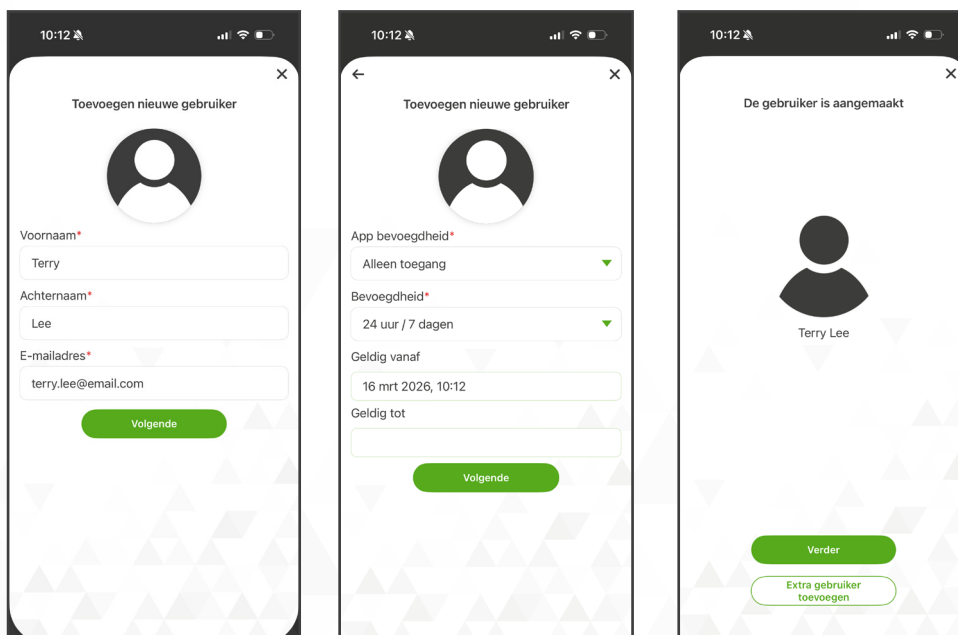 10:12
Toevoegen nieuwe gebruiker
Voornaam*
Terry
Achternaam*
Lee
E-mailadres*
terry.lee@email.com
Volgende
10:12
Toevoegen nieuwe gebruiker
App bevoegdheid*
Alleen toegang
Bevoegdheid*
24 uur / 7 dagen
Geldig vanaf
16 mrt 2026, 10:12
Geldig tot
Volgende
10:12
De gebruiker is aangemaakt
Terry Lee
Verder
Extra gebruiker
toevoegen